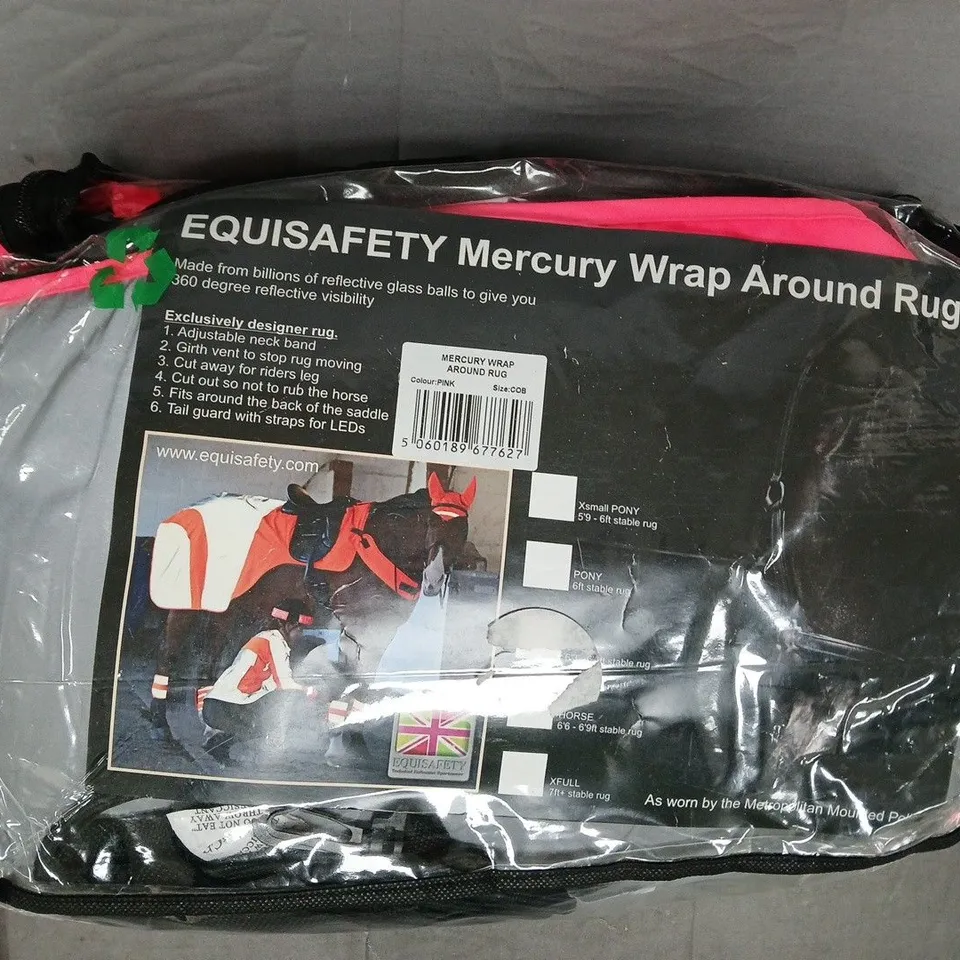 EQUISAFETY Mercury Wrap Around Rug
Made from billions of reflective glass balls to give you
360 degree reflective visibility
Exclusively designer rug.
1. Adjustable neck band
2. Girth vent to stop rug moving
3. Cut away for riders leg
4. Cut out so not to rub the horse
5. Fits around the back of the saddle
6. Tail guard with straps for LEDs
MERCURY WRAP
AROUND RUG
Colour:PINK Size:COB
5 060189 677627
www.equisafety.com
Xsmall PONY
5'9 - 6ft stable rug
PONY
6ft stable rug
stable rug
HORSE
6'6 - 6'9ft stable rug
XFULL
7ft+ stable rug
EQUISAFETY
As worn by the Metropolitan Mounted
DO NOT EAT
THROW AWAY